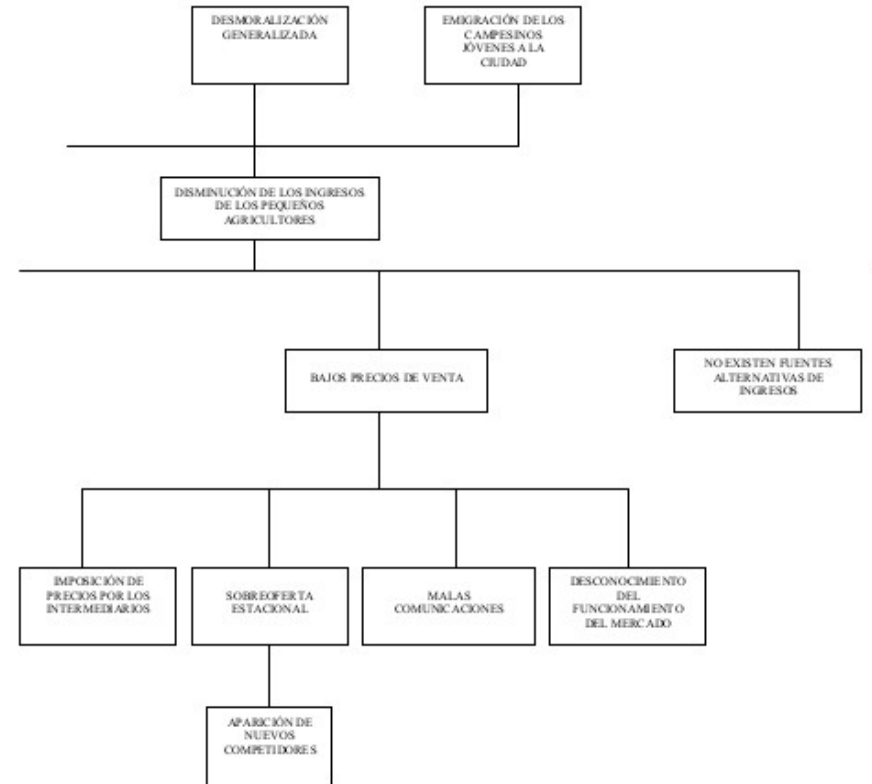 DESMORALIZACIÓN
GENERALIZADA
EMIGRACIÓN DE LOS
CAMPESINOS
JÓVENES A LA
CIUDAD
DISMINUCIÓN DE LOS INGRESOS
DE LOS PEQUEÑOS
AGRICULTORES
BAJOS PRECIOS DE VENTA
NO EXISTEN FUENTES
ALTERNATIVAS DE
INGRESOS
IMPOSICIÓN DE
PRECIOS POR LOS
INTERMEDIARIOS
SOBREOFERTA
ESTACIONAL
MALAS
COMUNICACIONES
DESCONOCIMIENTO
DEL
FUNCIONAMIENTO
DEL MERCADO
APARICIÓN DE
NUEVOS
COMPETIDORES